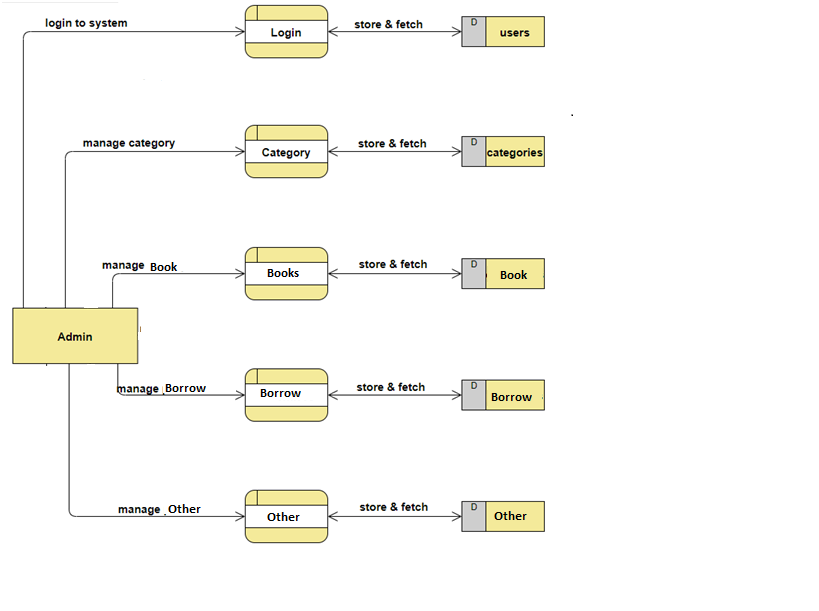 login to system
Login
store & fetch
D
users
manage category
Category
store & fetch
D
categories
manage Book
Books
store & fetch
D
Book
Admin
manage Borrow
Borrow
store & fetch
D
Borrow
manage Other
Other
store & fetch
D
Other